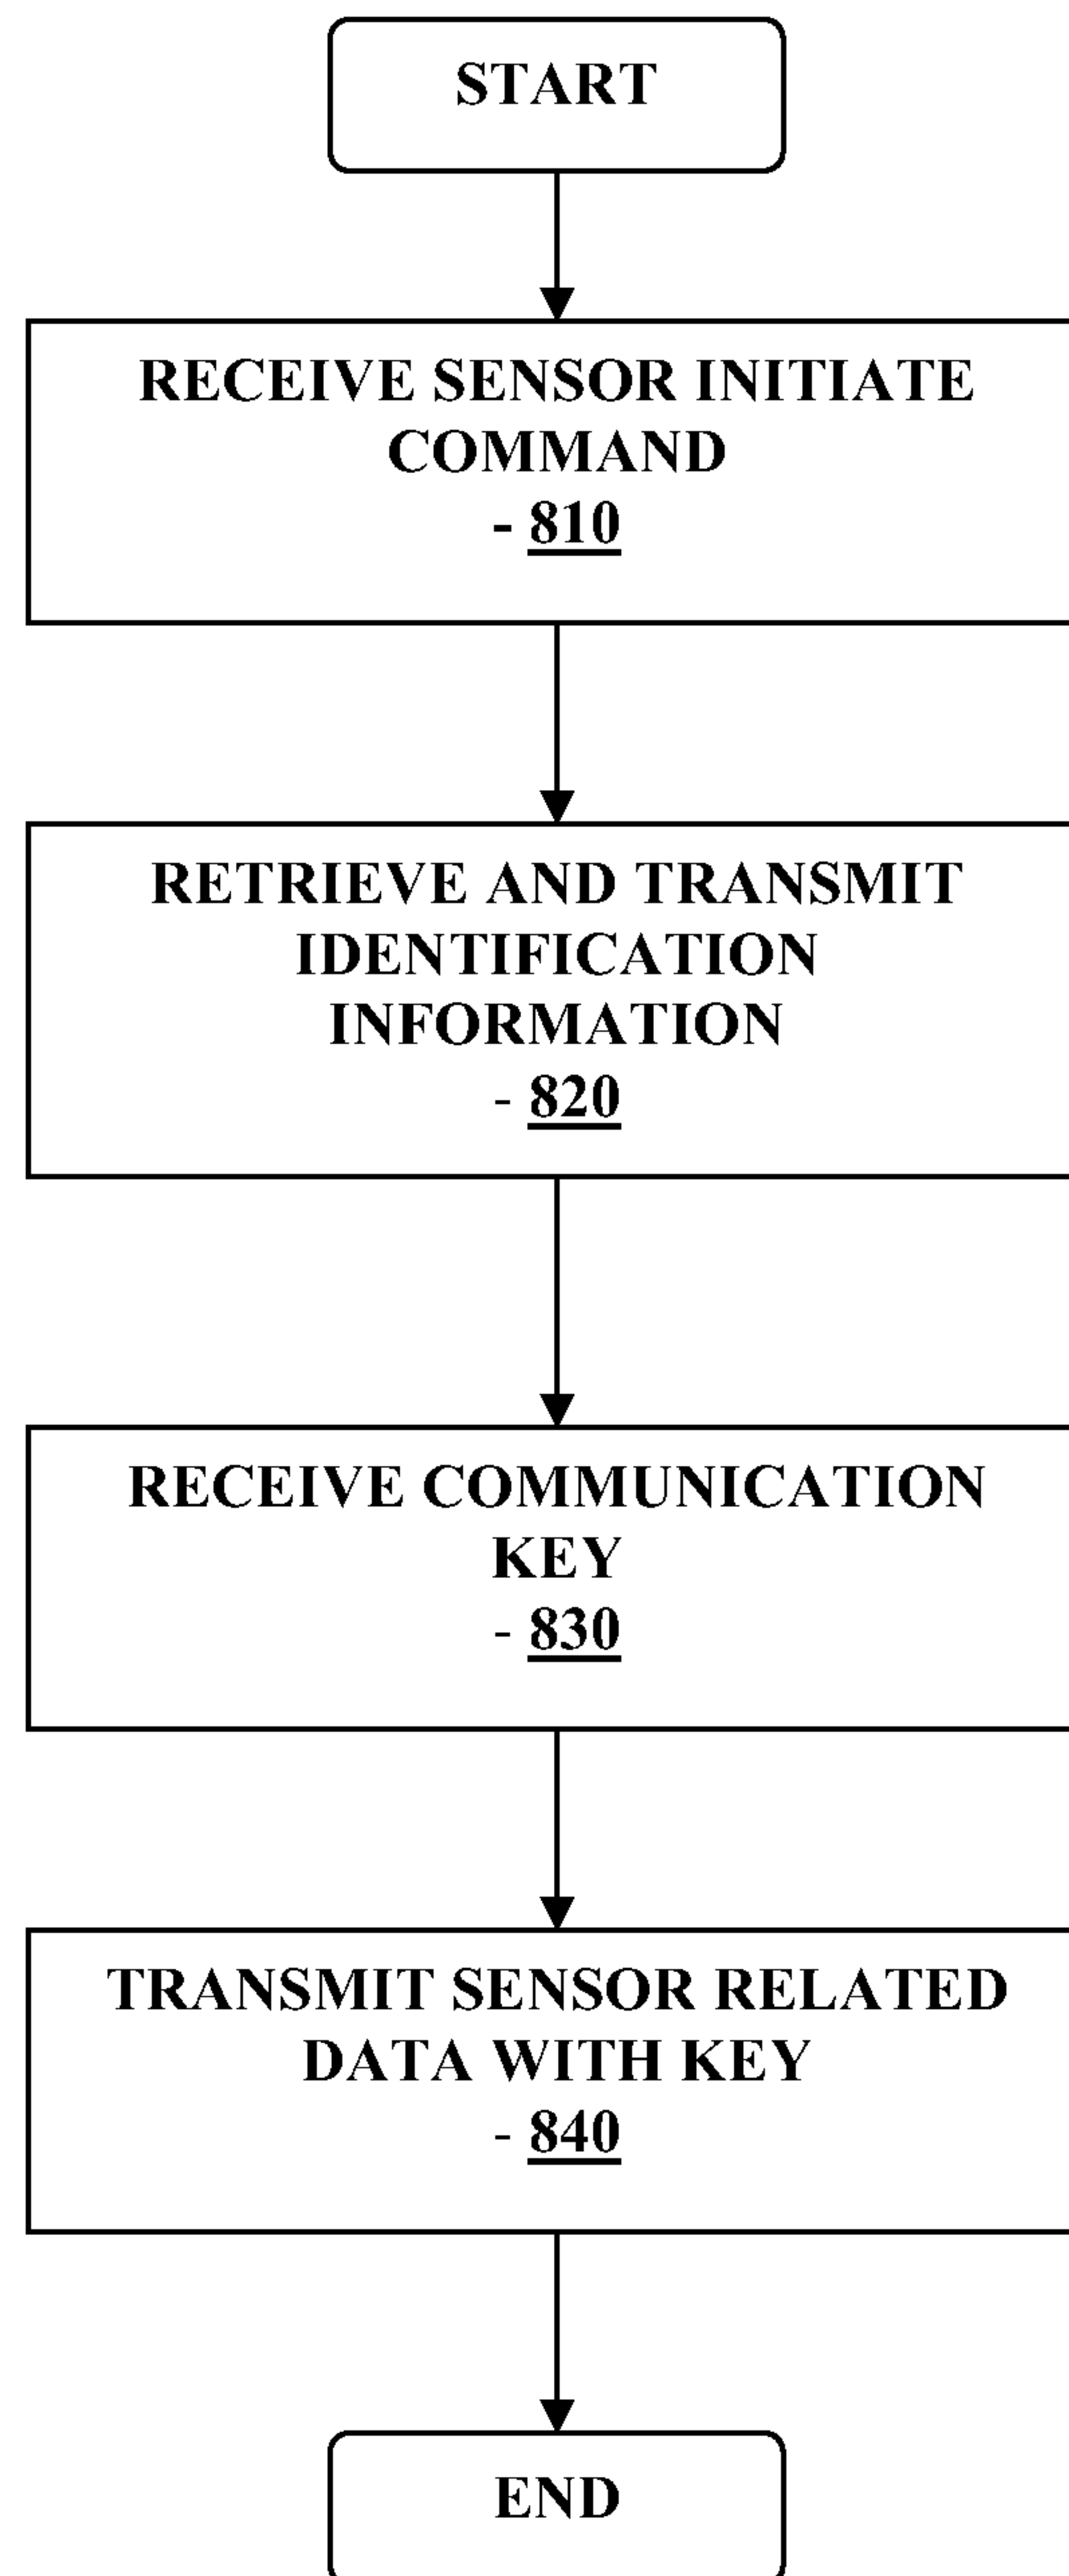 START
RECEIVE SENSOR INITIATE
COMMAND
- 810
RETRIEVE AND TRANSMIT
IDENTIFICATION
INFORMATION
- 820
RECEIVE COMMUNICATION
KEY
- 830
TRANSMIT SENSOR RELATED
DATA WITH KEY
- 840
END